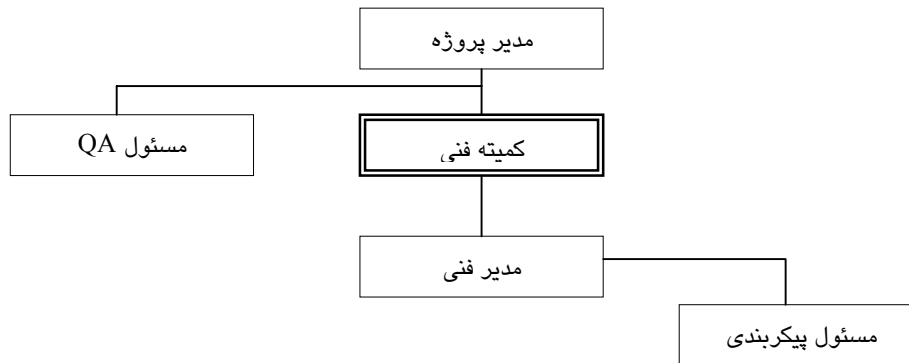 مدیر پروژه
مسئول QA
کمیته فنی
مدیر فنی
مسئول پیکربندی